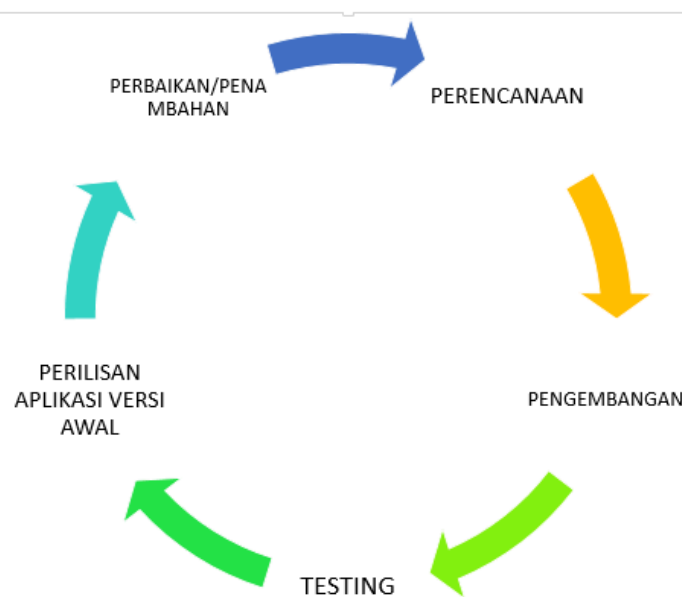 PERBAIKAN/PENA
MBAHAN
PERENCANAAN
PERILISAN
APLIKASI VERSI
AWAL
PENGEMBANGAN
TESTING